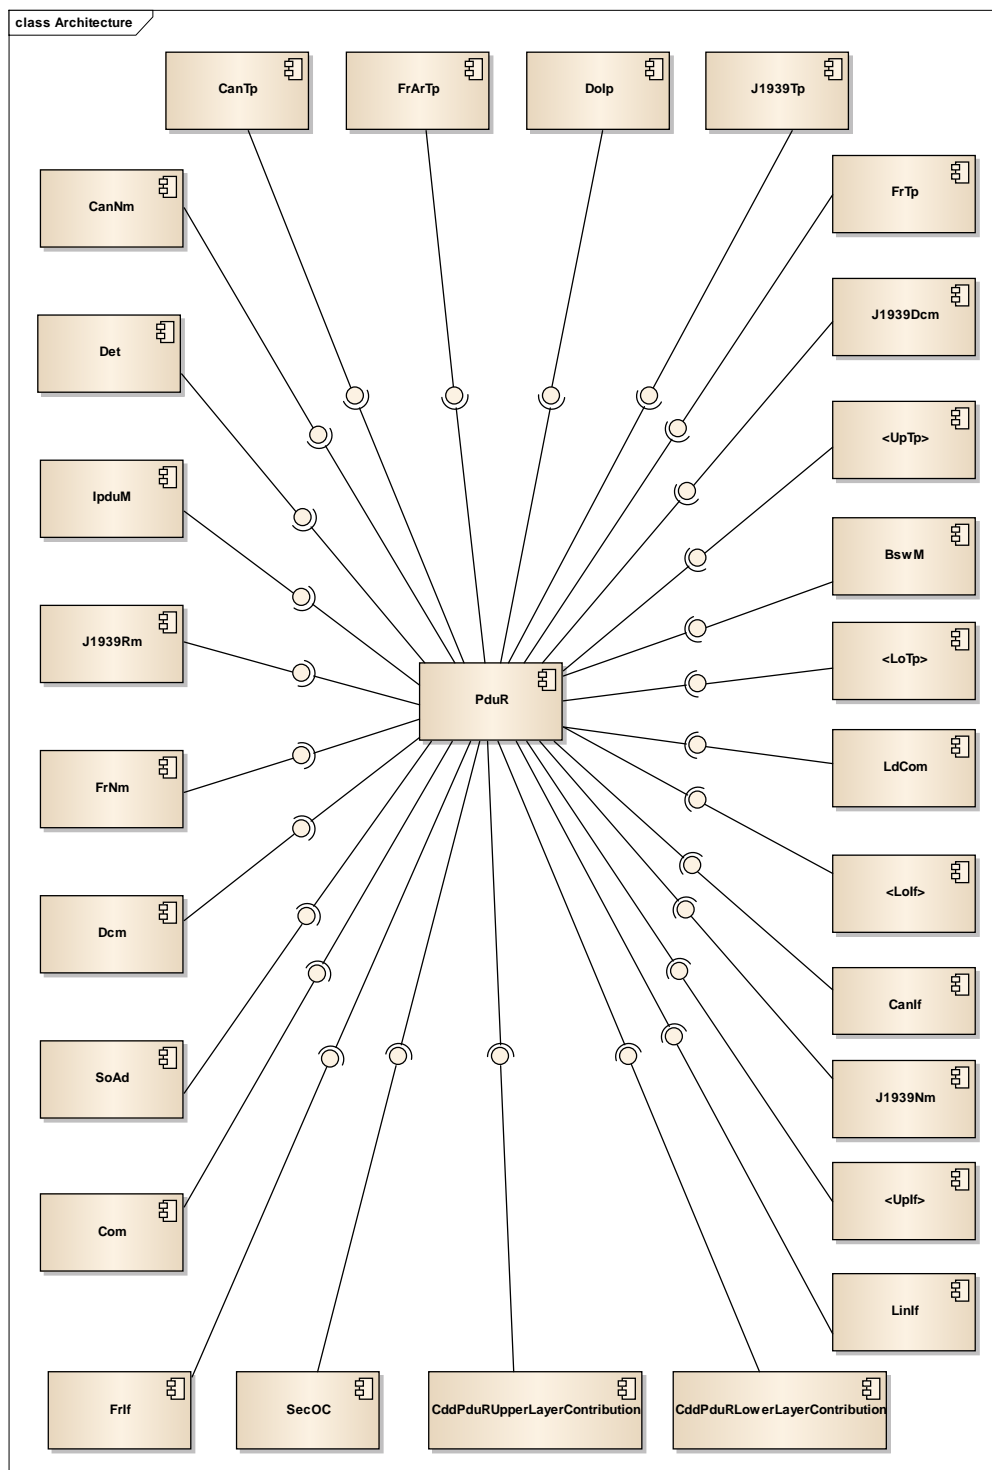 class Architecture
CanTp
FrArTp
DoIp
J1939Tp
FrTp
CanNm
J1939Dcm
Det
<UpTp>
IpduM
BswM
J1939Rm
<LoTp>
PduR
FrNm
LdCom
Dcm
<LoIf>
CanIf
SoAd
J1939Nm
<UpIf>
Com
LinIf
FrIf
SecOC
CddPduRUpperLayerContribution
CddPduRLowerLayerContribution